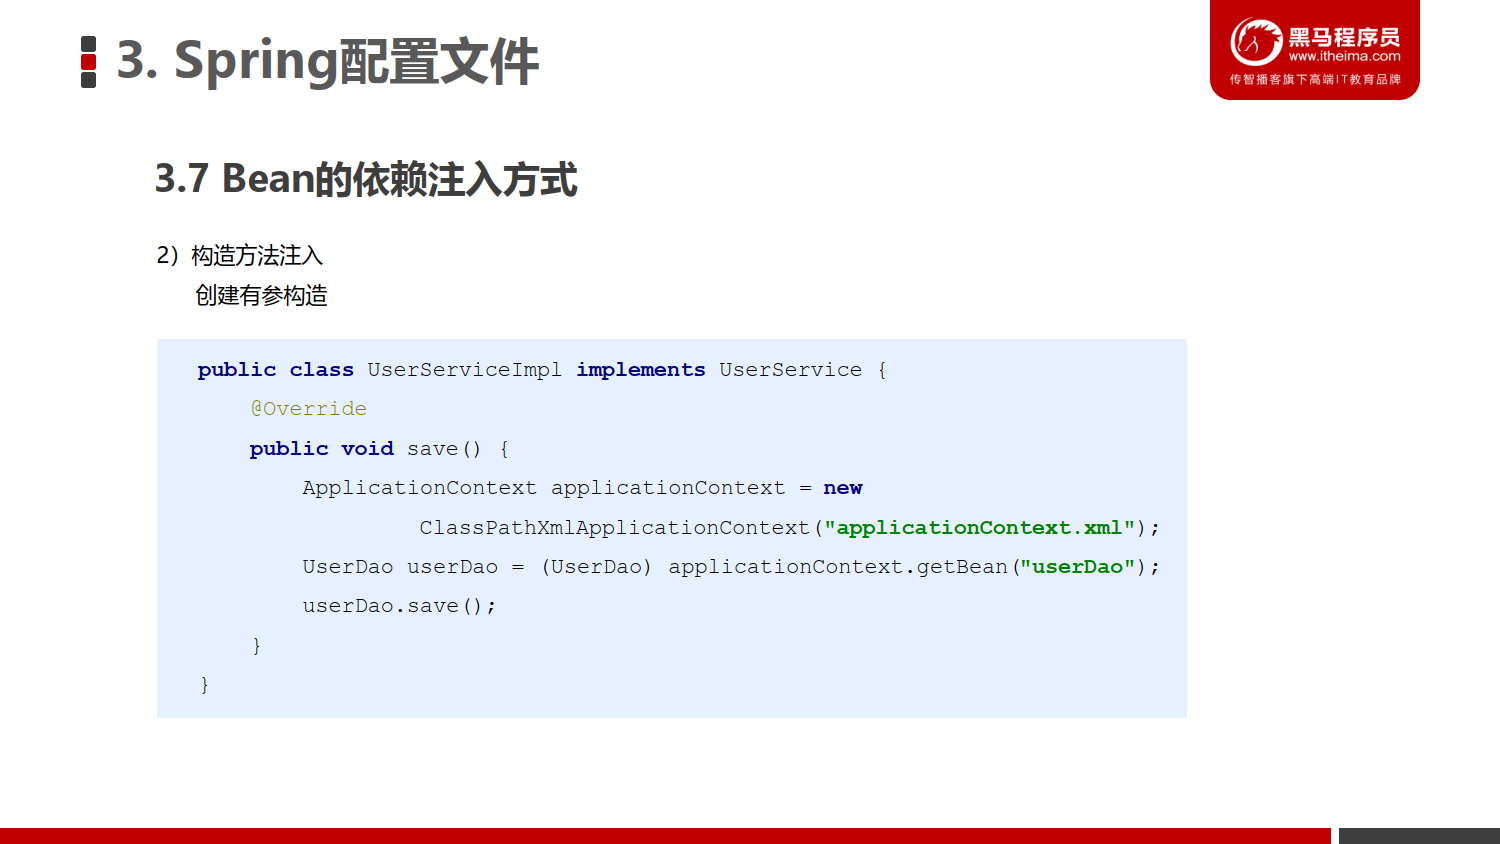 3. Spring配置文件
黑马程序员
www.itheima.com
传智播客旗下高端IT教育品牌
3.7 Bean的依赖注入方式
2）构造方法注入
创建有参构造
public class UserServiceImpl implements UserService {
@Override
public void save() {
ApplicationContext applicationContext = new
ClassPathXmlApplicationContext("applicationContext.xml");
UserDao userDao = (UserDao) applicationContext.getBean("userDao");
userDao.save();
}
}